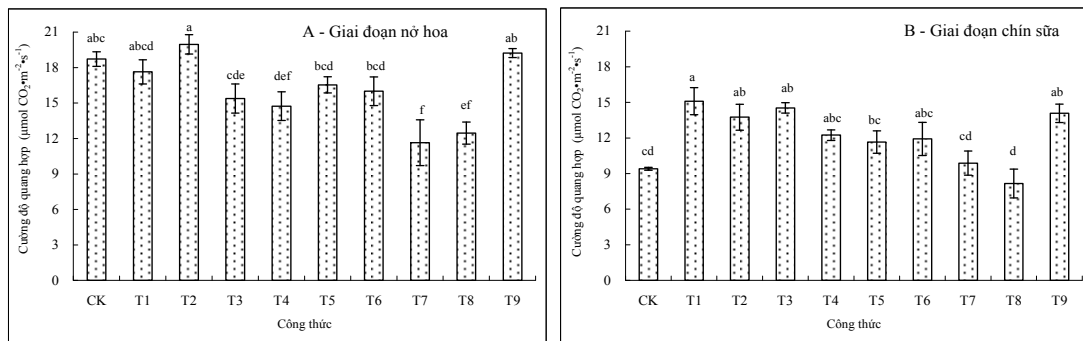 A - Giai đoạn nở hoa
Cường độ quang hợp (μmol CO₂•m⁻²•s⁻¹)
21
18
15
12
9
6
3
0
abc
abcd
a
cde
def
bcd
bcd
f
ef
ab
CK T1 T2 T3 T4 T5 T6 T7 T8 T9
Công thức
B - Giai đoạn chín sữa
Cường độ quang hợp (μmol CO₂•m⁻²•s⁻¹)
21
18
15
12
9
6
3
0
cd
a
ab
ab
abc
bc
abc
cd
d
ab
CK T1 T2 T3 T4 T5 T6 T7 T8 T9
Công thức